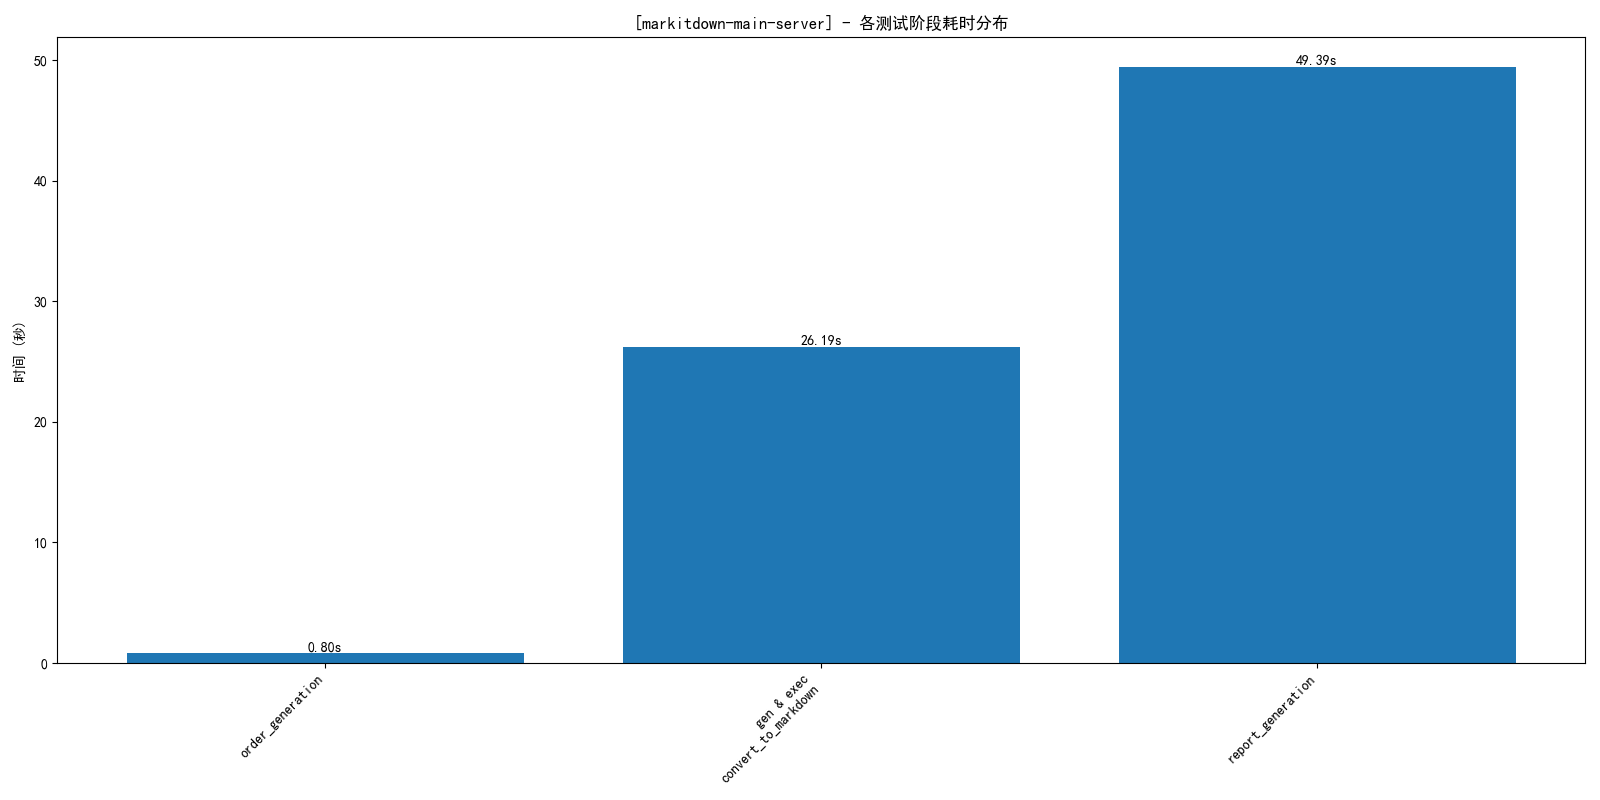 [markitdown-main-server] - 各测试阶段耗时分布
时间 (秒)
50
40
30
20
10
0
0.80s
26.19s
49.39s
order_generation
gen & exec
convert_to_markdown
report_generation